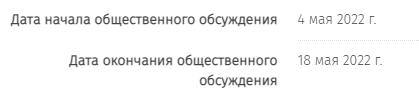 Дата начала общественного обсуждения 4 мая 2022 г.
Дата окончания общественного 18 мая 2022 г.
обсуждения